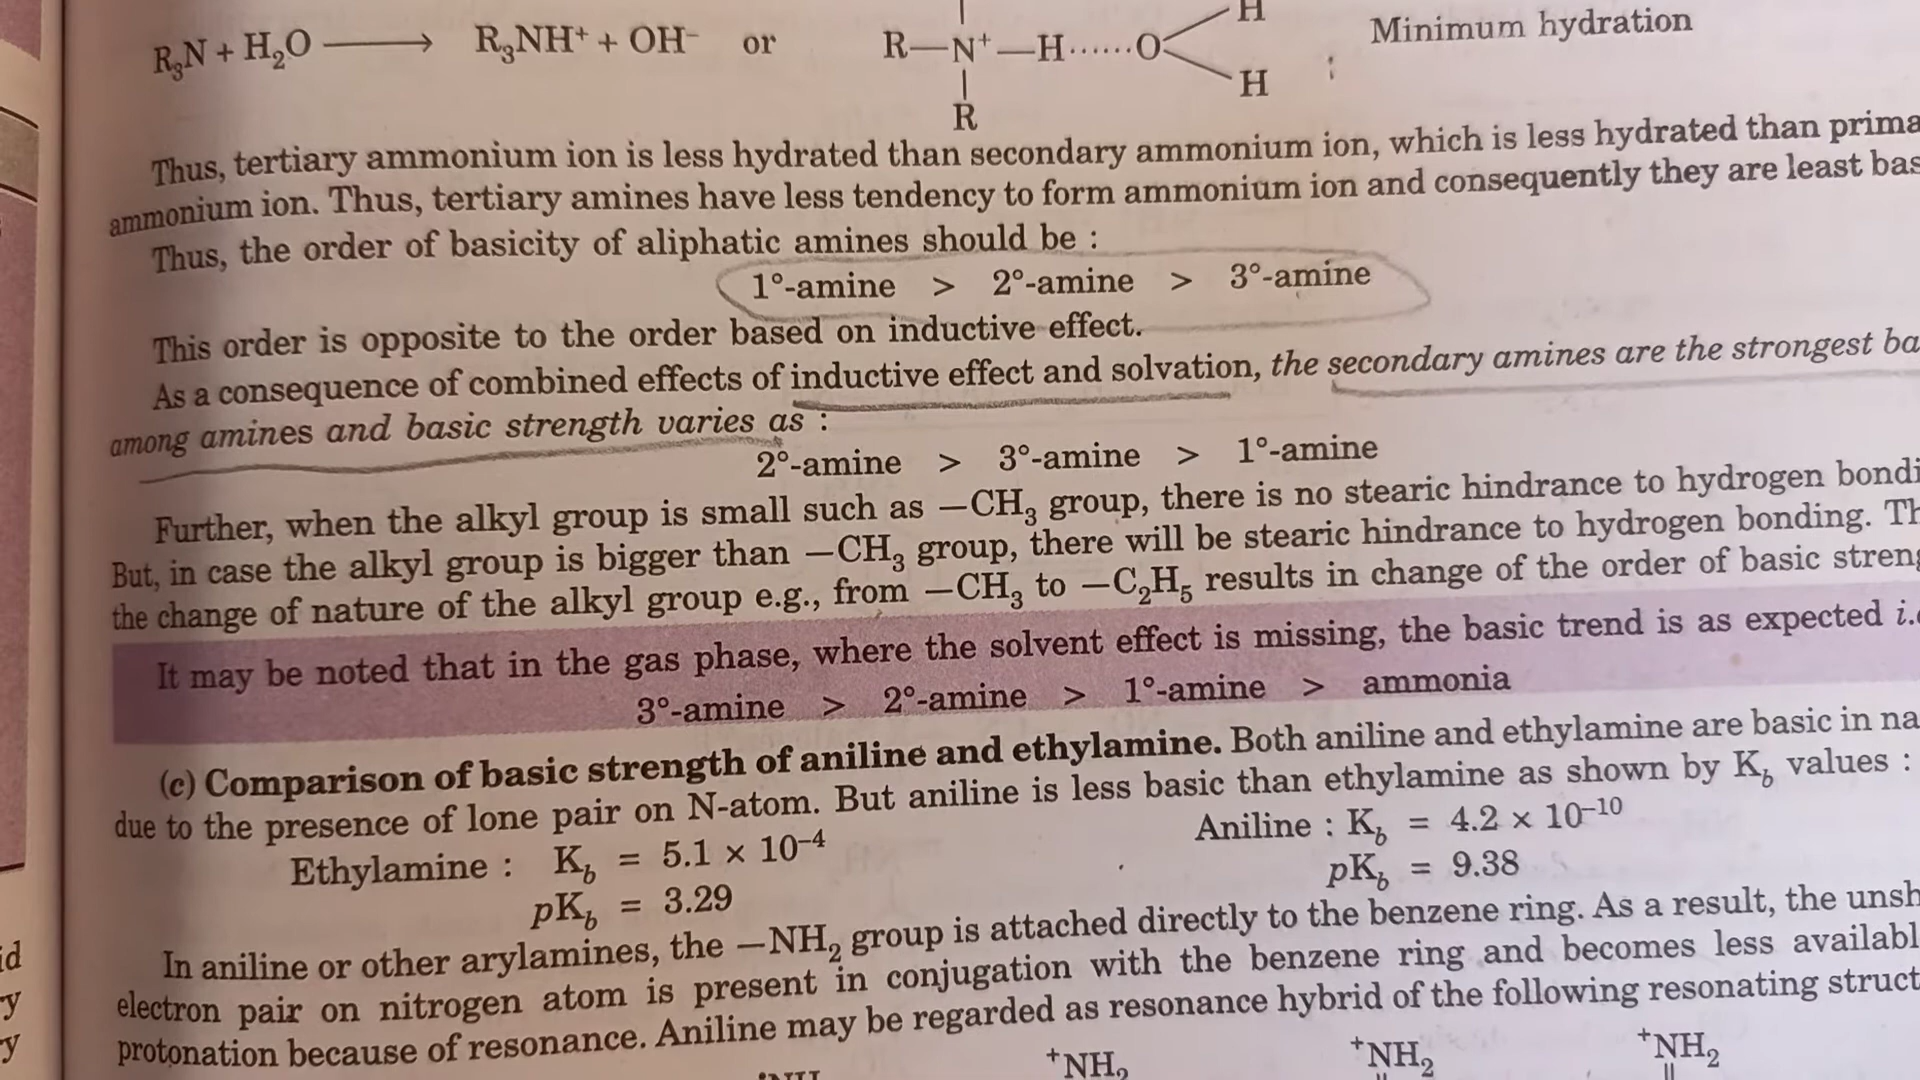 H
R₃N + H₂O ⟶ R₃NH⁺ + OH⁻ or R—N⁺—H······O Minimum hydration
H
R
Thus, tertiary ammonium ion is less hydrated than secondary ammonium ion, which is less hydrated than prima
ammonium ion. Thus, tertiary amines have less tendency to form ammonium ion and consequently they are least bas
Thus, the order of basicity of aliphatic amines should be :
1°-amine > 2°-amine > 3°-amine
This order is opposite to the order based on inductive effect.
As a consequence of combined effects of inductive effect and solvation, the secondary amines are the strongest ba
among amines and basic strength varies as :
2°-amine > 3°-amine > 1°-amine
Further, when the alkyl group is small such as —CH₃ group, there is no stearic hindrance to hydrogen bondi
But, in case the alkyl group is bigger than —CH₃ group, there will be stearic hindrance to hydrogen bonding. Th
the change of nature of the alkyl group e.g., from —CH₃ to —C₂H₅ results in change of the order of basic streng
It may be noted that in the gas phase, where the solvent effect is missing, the basic trend is as expected i.e
3°-amine > 2°-amine > 1°-amine > ammonia
(c) Comparison of basic strength of aniline and ethylamine. Both aniline and ethylamine are basic in na
due to the presence of lone pair on N-atom. But aniline is less basic than ethylamine as shown by K_b values :
Ethylamine : K_b = 5.1 × 10⁻⁴ Aniline : K_b = 4.2 × 10⁻¹⁰
pK_b = 3.29 pK_b = 9.38
In aniline or other arylamines, the —NH₂ group is attached directly to the benzene ring. As a result, the unsh
electron pair on nitrogen atom is present in conjugation with the benzene ring and becomes less availabl
protonation because of resonance. Aniline may be regarded as resonance hybrid of the following resonating struct
⁺NH₂ ⁺NH₂ ⁺NH₂
id
y
y